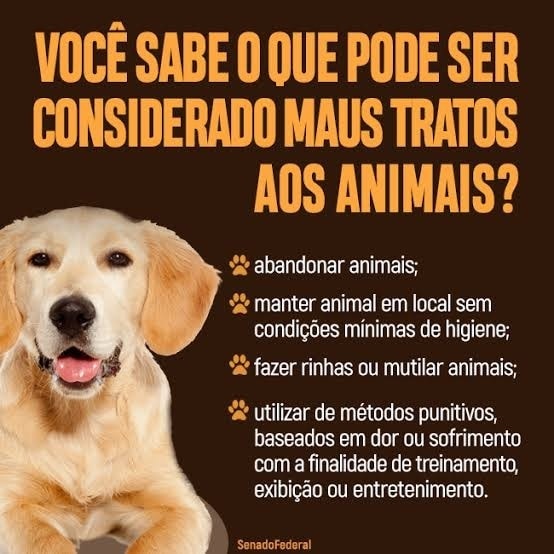 VOCÊ SABE O QUE PODE SER
CONSIDERADO MAUS TRATOS
AOS ANIMAIS?
abandonar animais;
manter animal em local sem
condições mínimas de higiene;
fazer rinhas ou mutilar animais;
utilizar de métodos punitivos,
baseados em dor ou sofrimento
com a finalidade de treinamento,
exibição ou entretenimento.
SenadoFederal